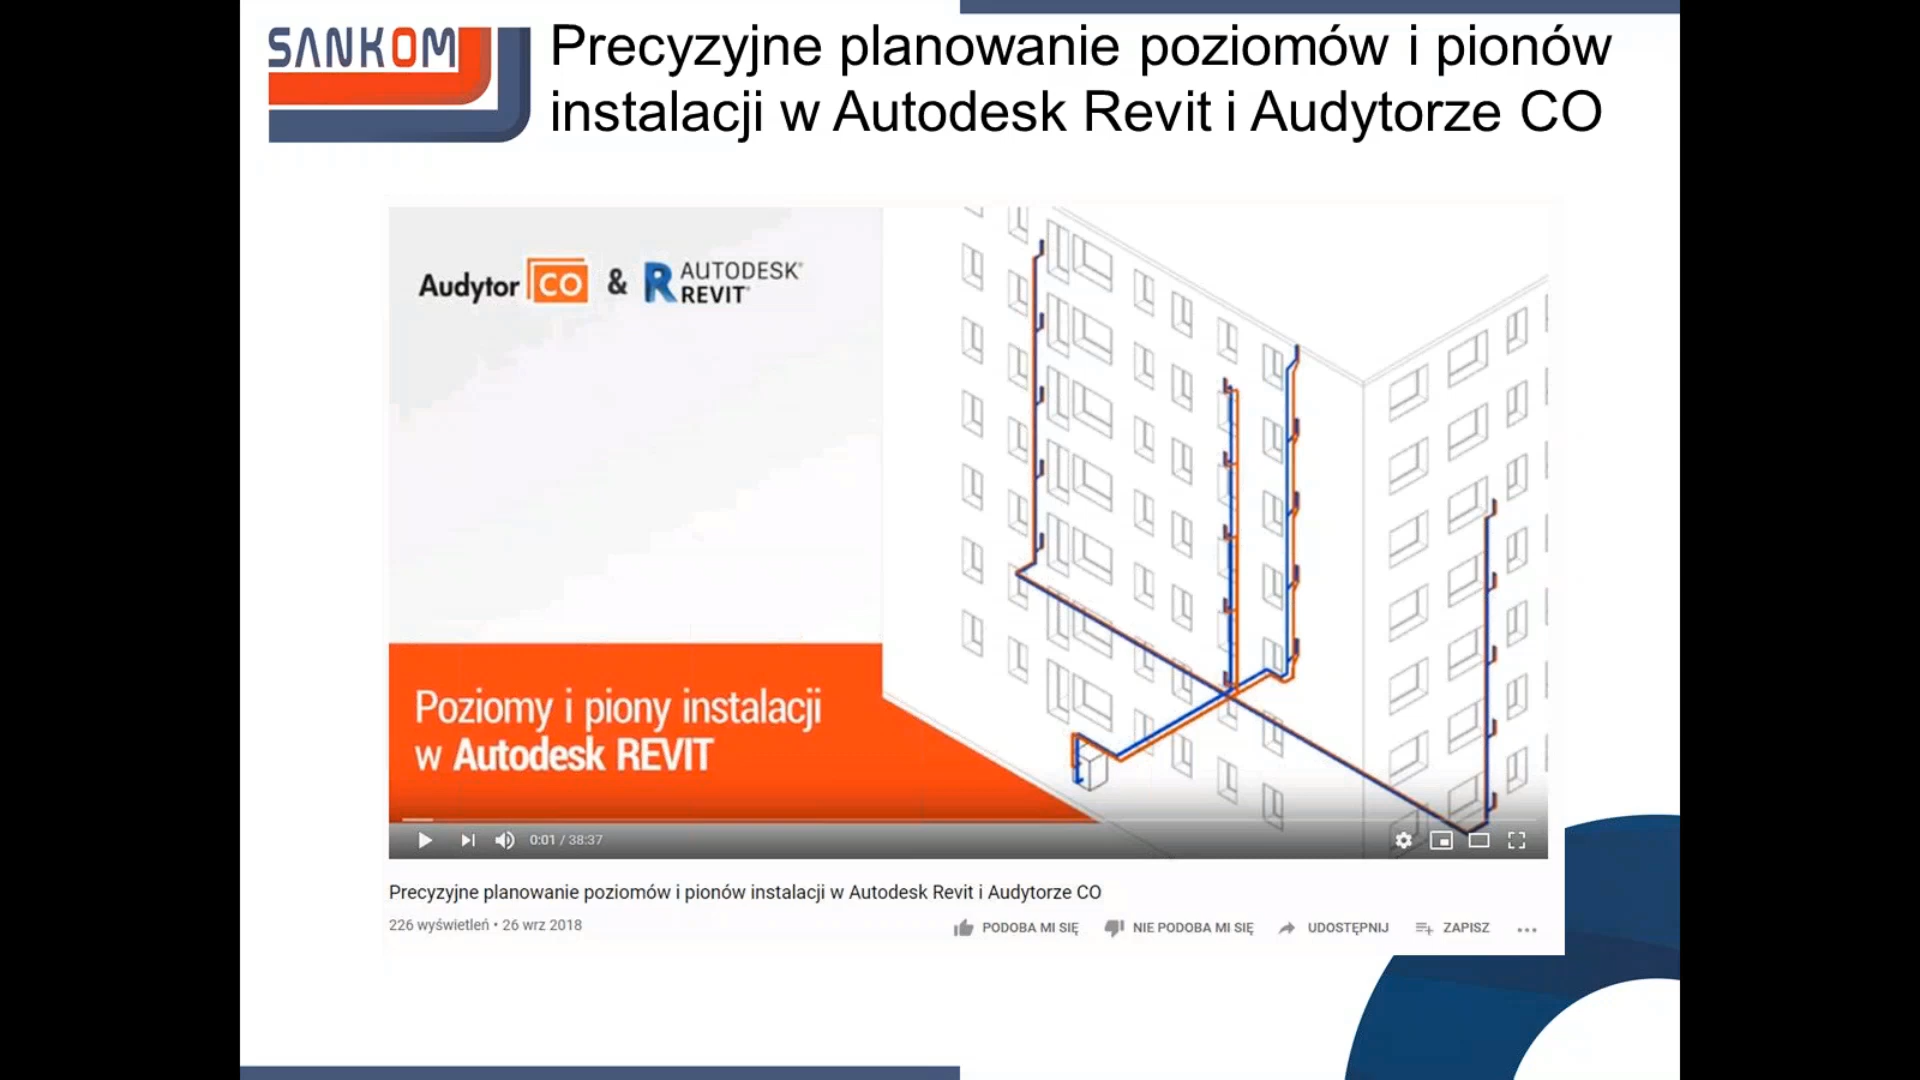 SANKOM
Precyzyjne planowanie poziomów i pionów
instalacji w Autodesk Revit i Audytorze CO
Audytor CO & R AUTODESK®
REVIT®
Poziomy i piony instalacji
w Autodesk REVIT
0:01 / 38:37
Precyzyjne planowanie poziomów i pionów instalacji w Autodesk Revit i Audytorze CO
226 wyświetleń • 26 wrz 2018
PODOBA MI SIĘ NIE PODOBA MI SIĘ UDOSTĘPNIJ ZAPISZ